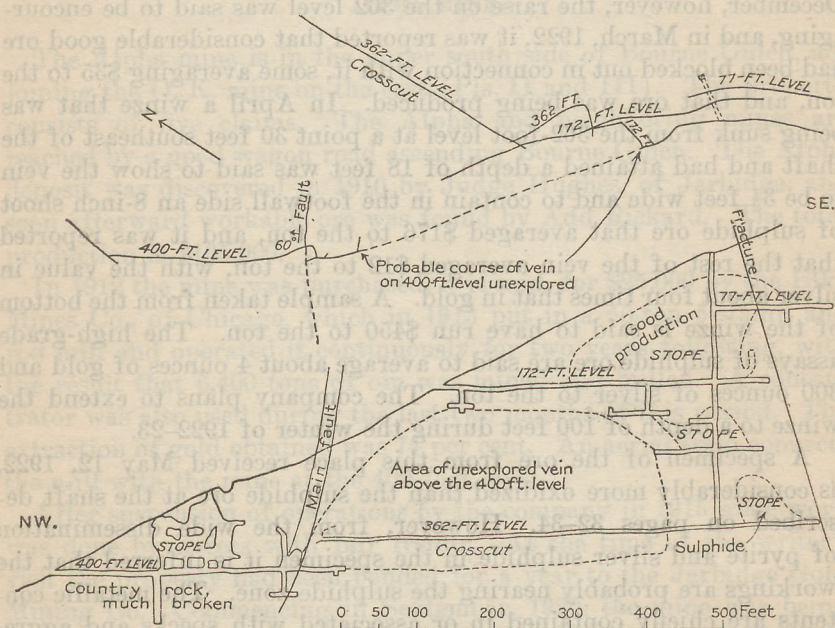 362-FT. LEVEL
Crosscut
N
362 FT.
172-FT. LEVEL
172 FT.
77-FT. LEVEL
SE.
Fault
60°
400-FT. LEVEL
Probable course of vein
on 400-ft. level unexplored
Fracture
77-FT. LEVEL
Good
production
STOPE
172-FT. LEVEL
STOPE
Main fault
Area of unexplored vein
above the 400 ft. level
STOPE
NW.
362-FT. LEVEL
Crosscut
Sulphide
STOPE
400-FT. LEVEL
Country rock,
much broken
0 50 100 200 300 400 500 Feet